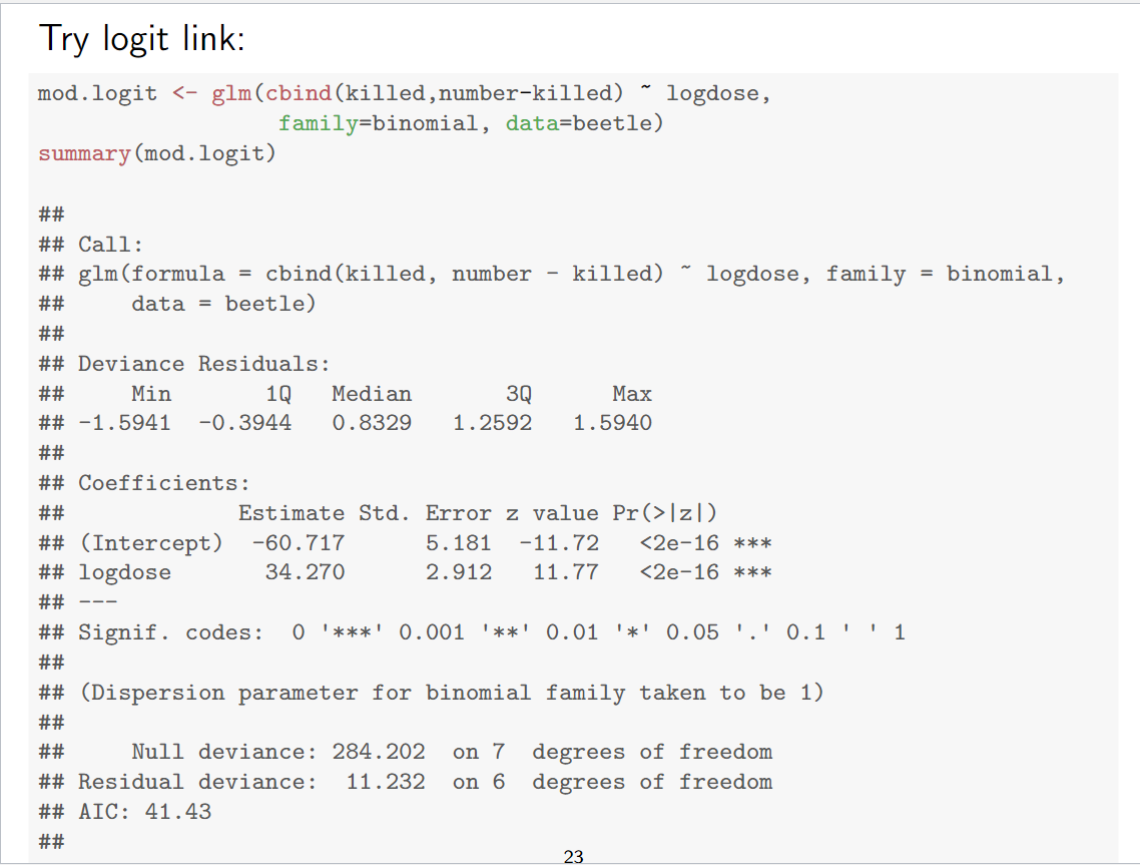 Try logit link:
mod.logit <- glm(cbind(killed,number-killed) ~ logdose,
family=binomial, data=beetle)
summary(mod.logit)
##
## Call:
## glm(formula = cbind(killed, number - killed) ~ logdose, family = binomial,
##     data = beetle)
##
## Deviance Residuals:
##     Min       1Q   Median       3Q      Max
## -1.5941  -0.3944   0.8329   1.2592   1.5940
##
## Coefficients:
##             Estimate Std. Error z value Pr(>|z|)
## (Intercept)  -60.717      5.181  -11.72   <2e-16 ***
## logdose       34.270      2.912   11.77   <2e-16 ***
## ---
## Signif. codes:  0 '***' 0.001 '**' 0.01 '*' 0.05 '.' 0.1 ' ' 1
##
## (Dispersion parameter for binomial family taken to be 1)
##
##     Null deviance: 284.202  on 7  degrees of freedom
## Residual deviance:  11.232  on 6  degrees of freedom
## AIC: 41.43
##
23